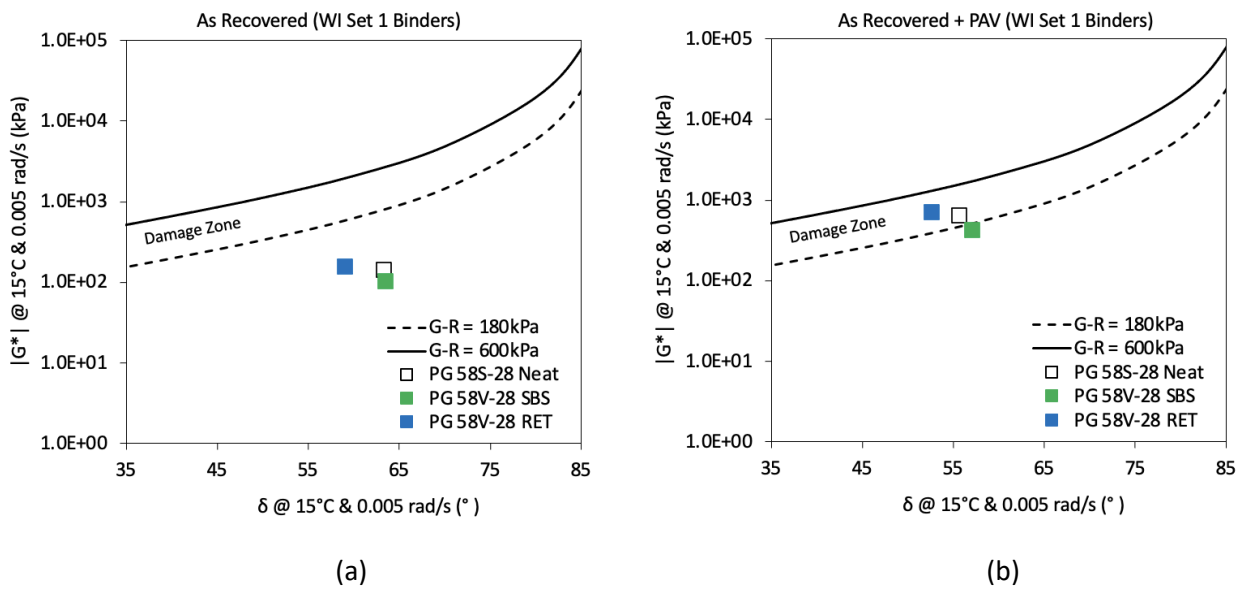 As Recovered (WI Set 1 Binders)
1.0E+05
1.0E+04
1.0E+03
1.0E+02
1.0E+01
1.0E+00
|G*| @ 15°C & 0.005 rad/s (kPa)
Damage Zone
G-R = 180kPa
G-R = 600kPa
PG 58S-28 Neat
PG 58V-28 SBS
PG 58V-28 RET
35 45 55 65 75 85
δ @ 15°C & 0.005 rad/s (°)
(a)
As Recovered + PAV (WI Set 1 Binders)
1.0E+05
1.0E+04
1.0E+03
1.0E+02
1.0E+01
1.0E+00
|G*| @ 15°C & 0.005 rad/s (kPa)
Damage Zone
G-R = 180kPa
G-R = 600kPa
PG 58S-28 Neat
PG 58V-28 SBS
PG 58V-28 RET
35 45 55 65 75 85
δ @ 15°C & 0.005 rad/s (°)
(b)